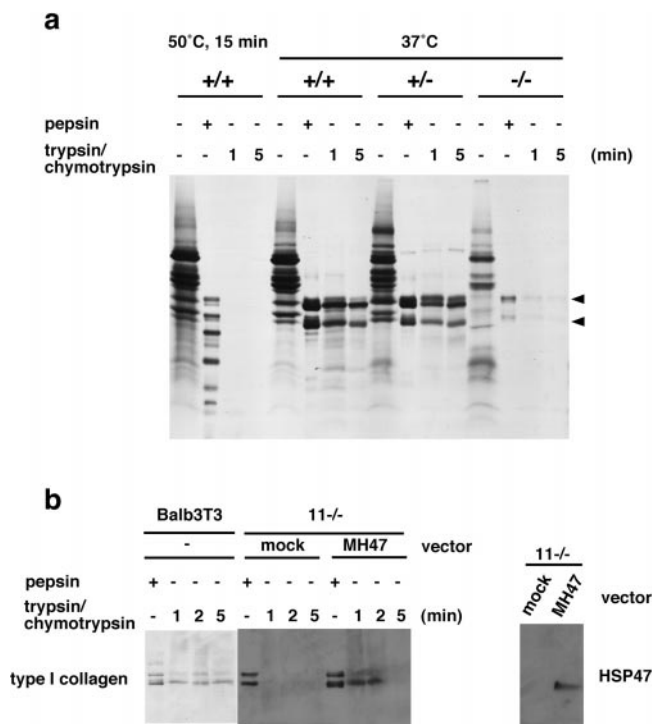 a
50°C, 15 min 37°C
+/+ +/+ +/- -/-
pepsin - + - - - + - - - + - - - + - -
trypsin/
chymotrypsin - - 1 5 - - 1 5 - - 1 5 - - 1 5 (min)
b
Balb3T3 11-/-
- mock MH47 vector
pepsin + - - - + - - - + - - -
trypsin/
chymotrypsin - 1 2 5 - 1 2 5 - 1 2 5 (min)
type I collagen
11-/-
mock MH47 vector
HSP47